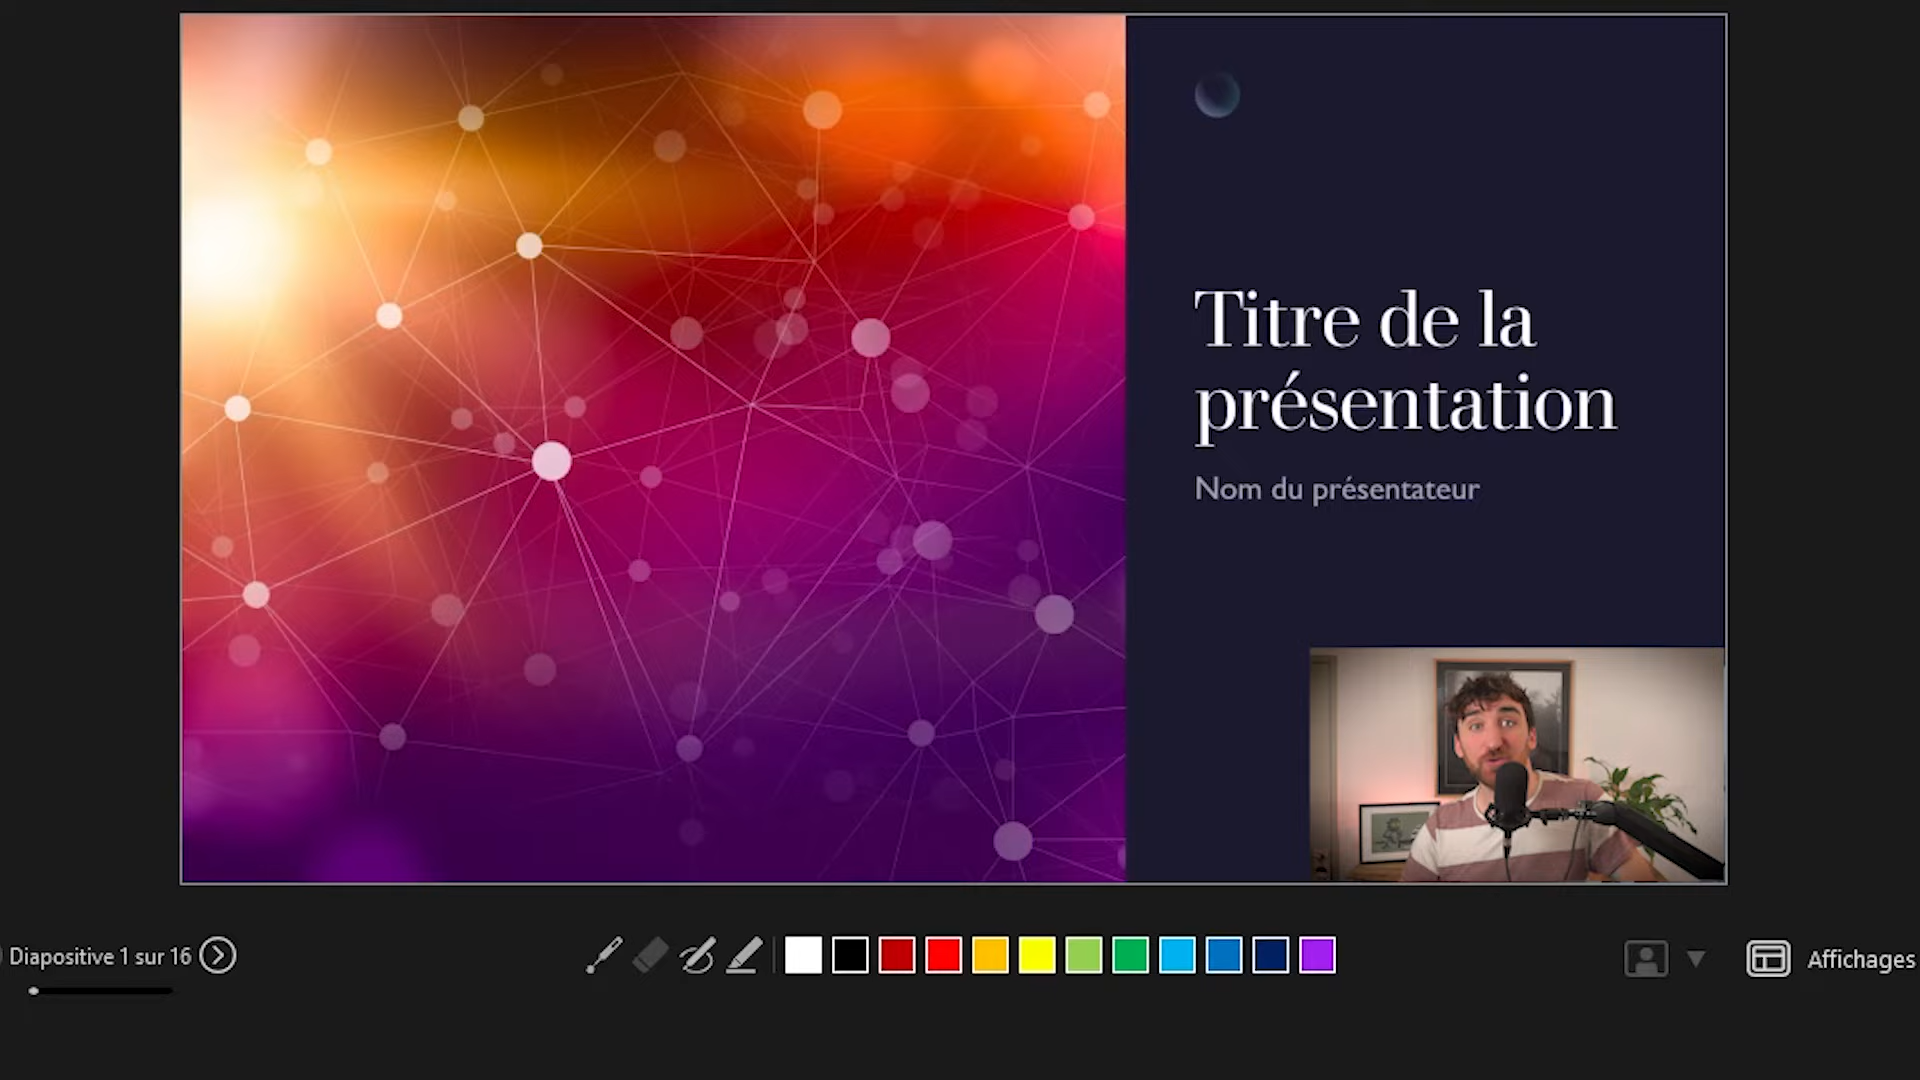 Titre de la
présentation
Nom du présentateur
Diapositive 1 sur 16
Affichages